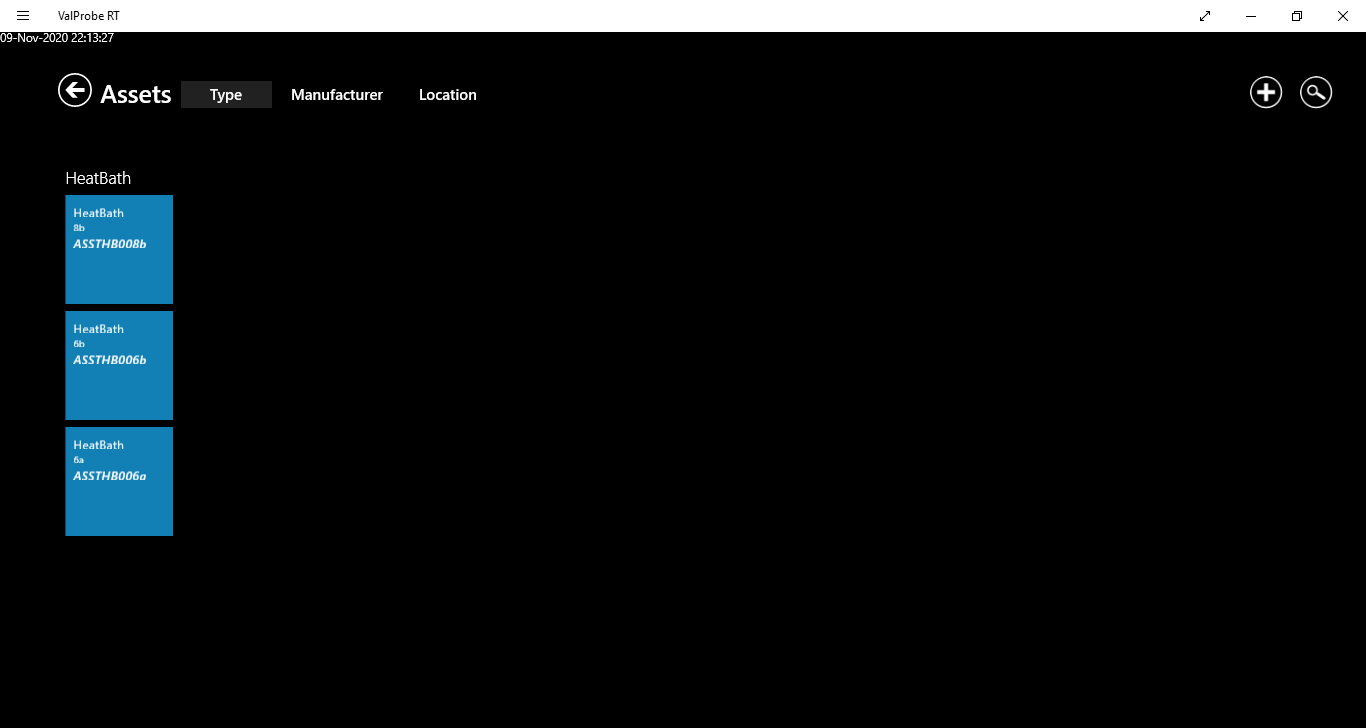 ValProbe RT
09-Nov-2020 22:13:27
Assets Type Manufacturer Location
HeatBath
HeatBath
8b
ASSTHB008b
HeatBath
6b
ASSTHB006b
HeatBath
6a
ASSTHB006a